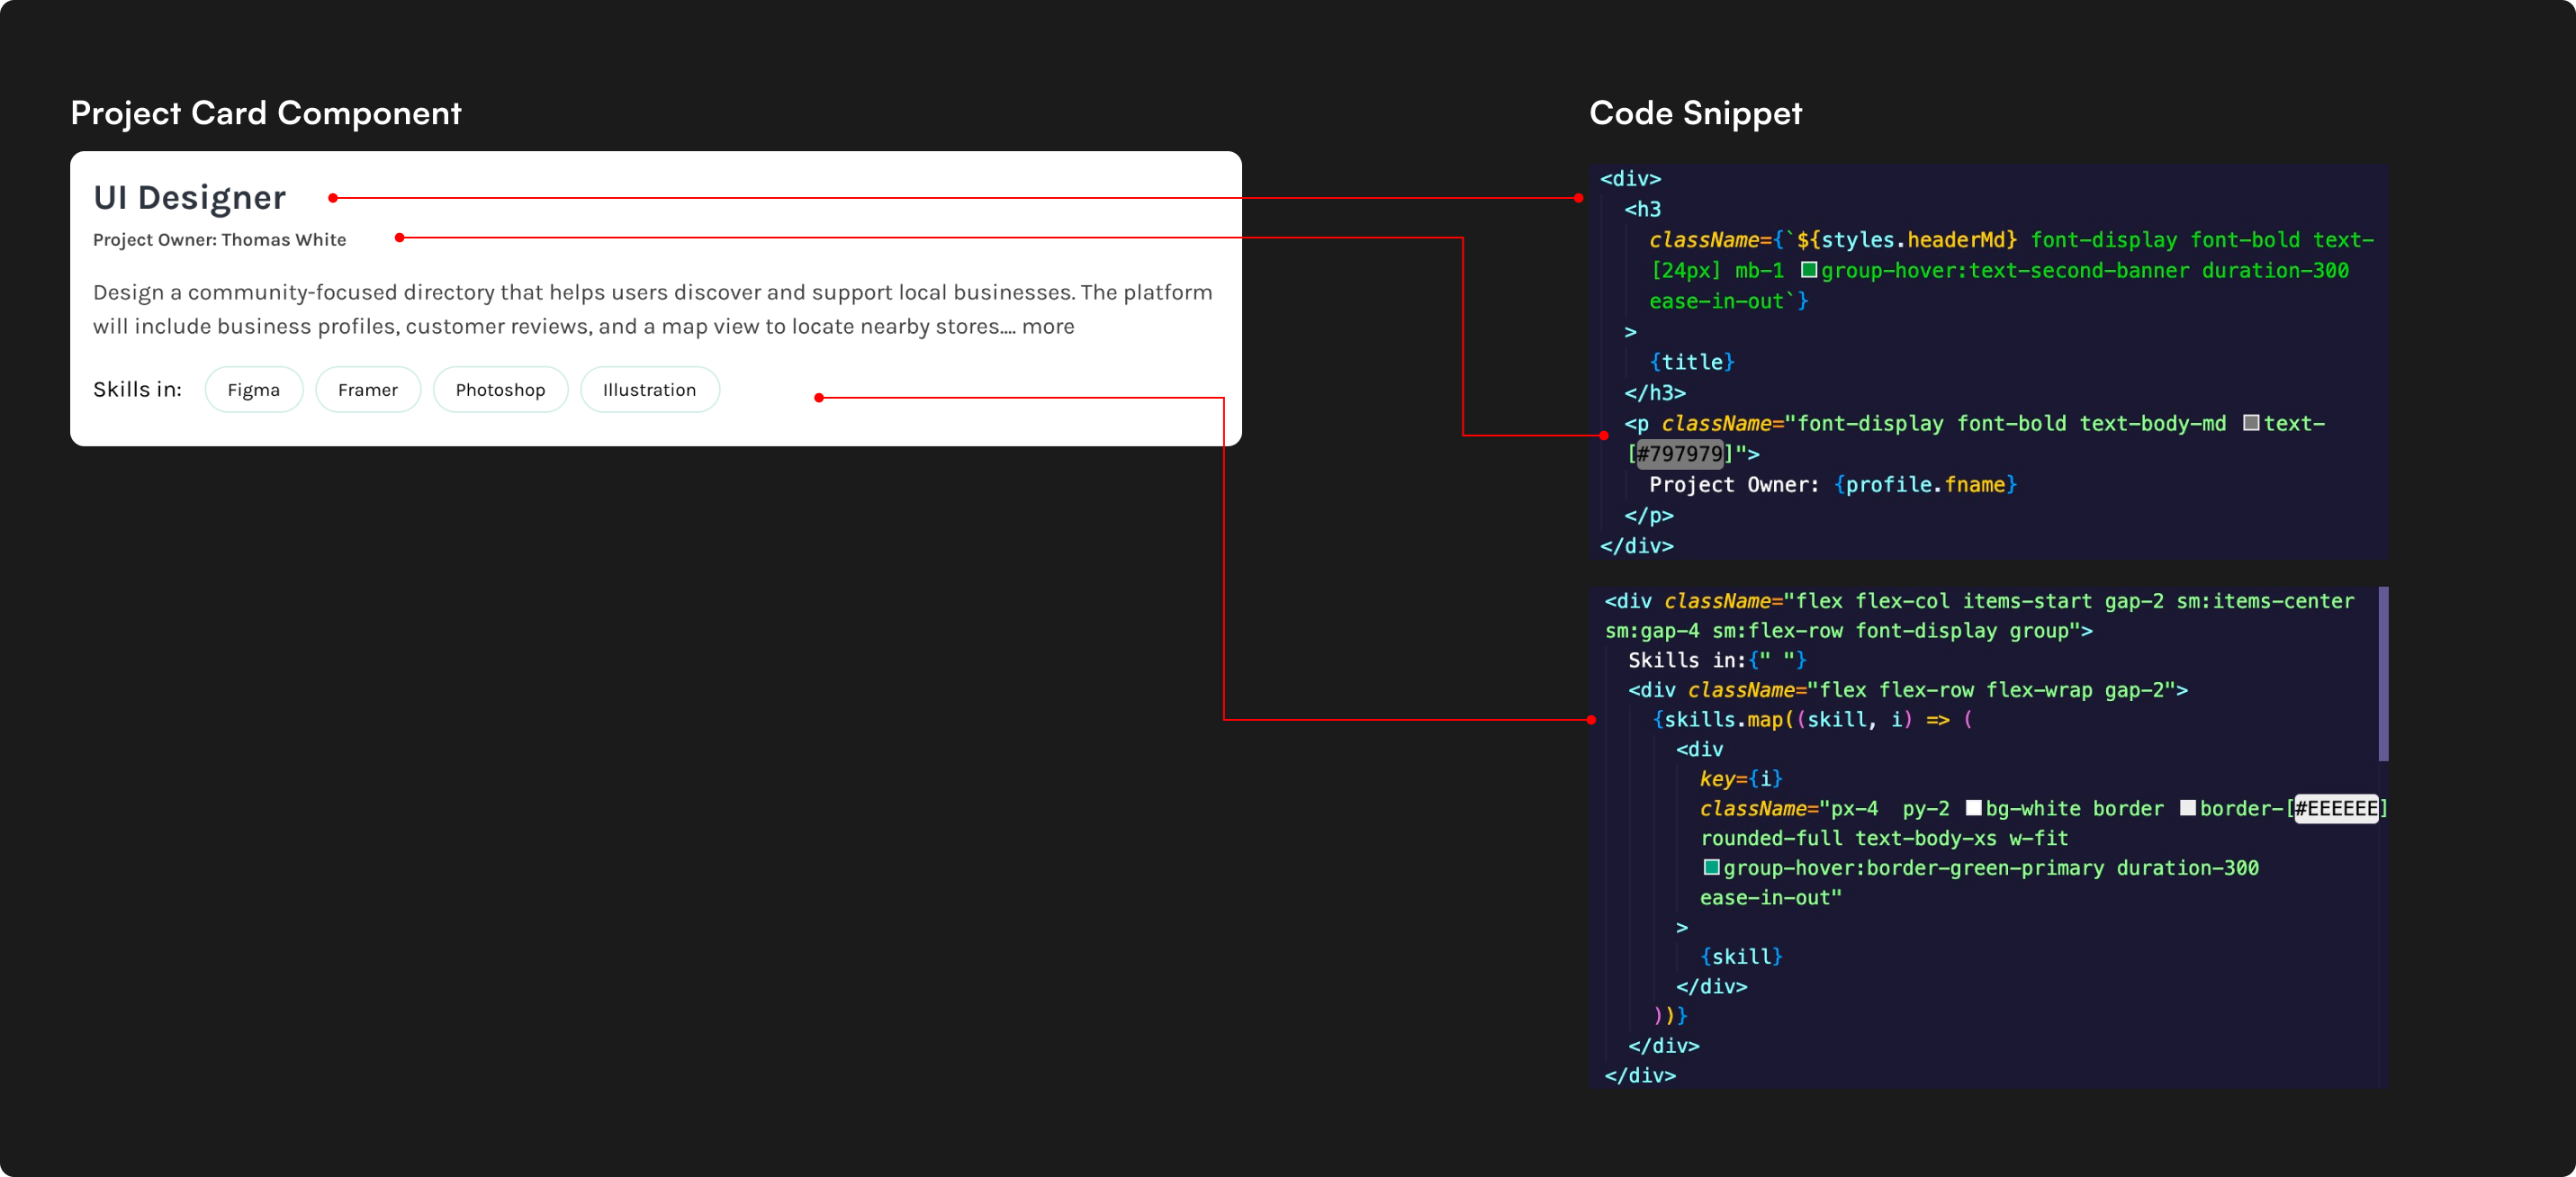 Project Card Component
UI Designer
Project Owner: Thomas White
Design a community-focused directory that helps users discover and support local businesses. The platform
will include business profiles, customer reviews, and a map view to locate nearby stores.... more
Skills in: Figma Framer Photoshop Illustration
Code Snippet
<div>
<h3
className={`${styles.headerMd} font-display font-bold text-
[24px] mb-1 group-hover:text-second-banner duration-300
ease-in-out`}
>
{title}
</h3>
<p className="font-display font-bold text-body-md text-
[#797979]">
Project Owner: {profile.fname}
</p>
</div>
<div className="flex flex-col items-start gap-2 sm:items-center
sm:gap-4 sm:flex-row font-display group">
Skills in:{" "}
<div className="flex flex-row flex-wrap gap-2">
{skills.map((skill, i) => (
<div
key={i}
className="px-4  py-2 bg-white border border-[#EEEEEE]
rounded-full text-body-xs w-fit
group-hover:border-green-primary duration-300
ease-in-out"
>
{skill}
</div>
))}
</div>
</div>